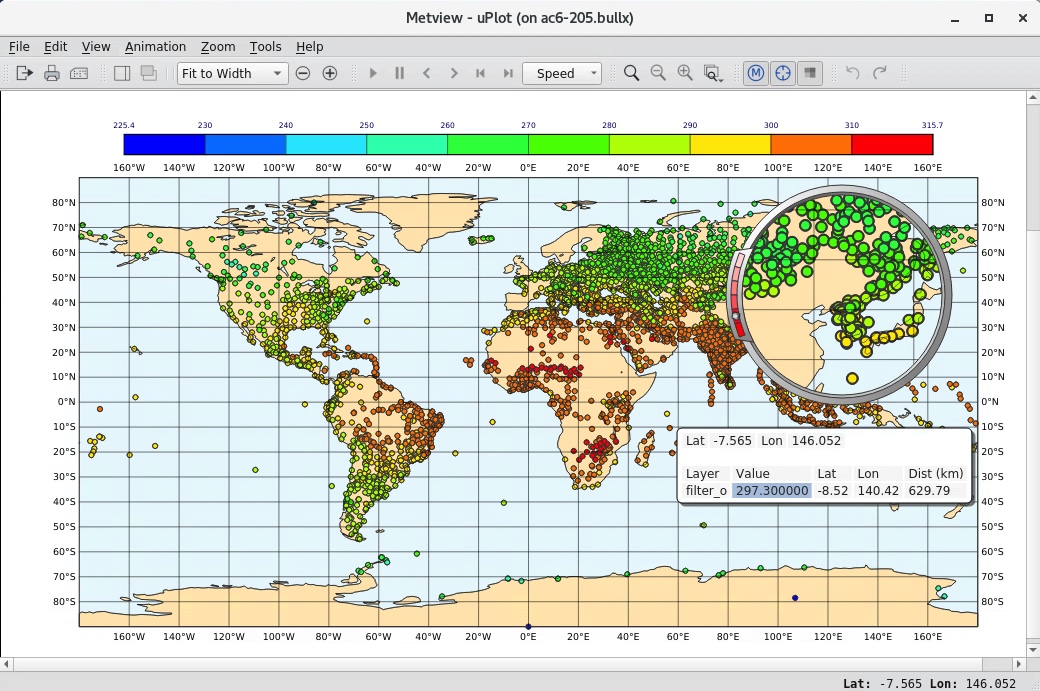 Metview - uPlot (on ac6-205.bullx)
File Edit View Animation Zoom Tools Help
Fit to Width Speed M
225.4 230 240 250 260 270 280 290 300 310 315.7
160°W 140°W 120°W 100°W 80°W 60°W 40°W 20°W 0°E 20°E 40°E 60°E 80°E 100°E 120°E 140°E 160°E
80°N 80°N
70°N 70°N
60°N 60°N
50°N 50°N
40°N 40°N
30°N 30°N
20°N 20°N
10°N 10°N
0°N 0°N
10°S 10°S
Lat -7.565 Lon 146.052
20°S 20°S
30°S 30°S
Layer Value Lat Lon Dist (km)
filter_o 297.300000 -8.52 140.42 629.79
40°S 40°S
50°S 50°S
60°S 60°S
70°S 70°S
80°S 80°S
160°W 140°W 120°W 100°W 80°W 60°W 40°W 20°W 0°E 20°E 40°E 60°E 80°E 100°E 120°E 140°E 160°E
Lat: -7.565 Lon: 146.052